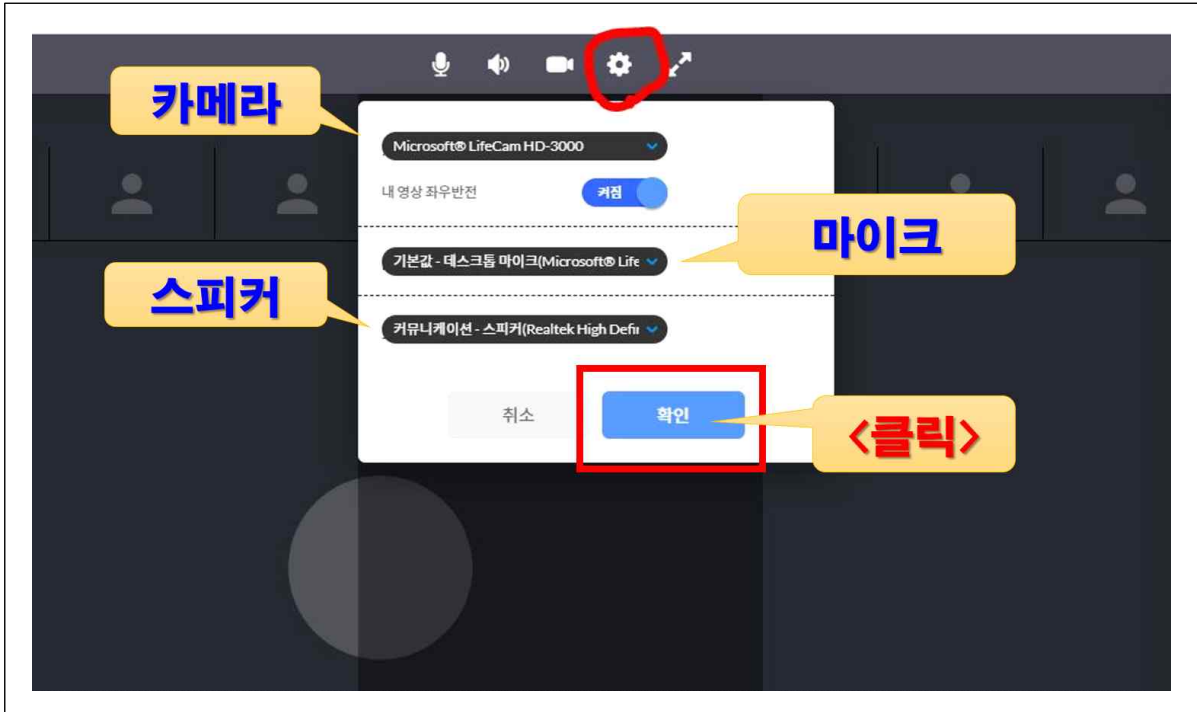 카메라
Microsoft® LifeCam HD-3000
내 영상 좌우반전
켜짐
마이크
기본값 - 데스크톱 마이크(Microsoft® Life
스피커
커뮤니케이션 - 스피커(Realtek High Defin
취소
확인
<클릭>